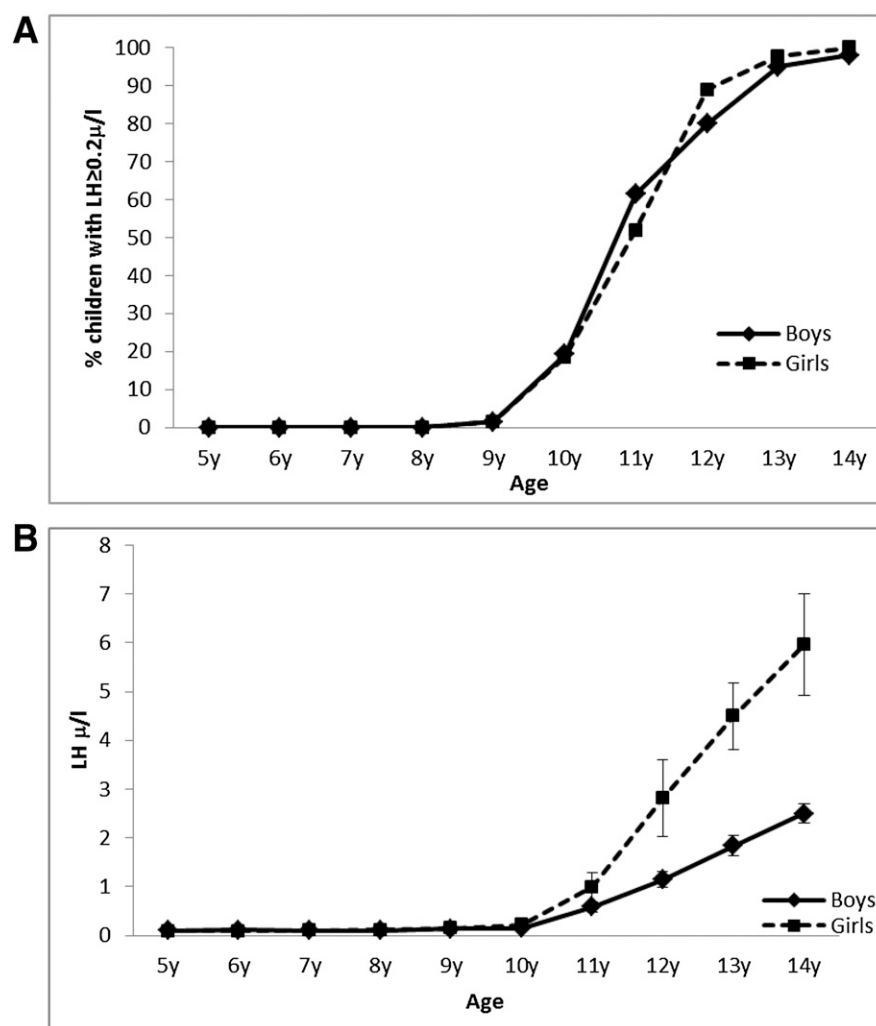 A
% children with LH≥0.2µ/l
100
90
80
70
60
50
40
30
20
10
0
5y 6y 7y 8y 9y 10y 11y 12y 13y 14y
Age
Boys
Girls
B
LH µ/l
8
7
6
5
4
3
2
1
0
5y 6y 7y 8y 9y 10y 11y 12y 13y 14y
Age
Boys
Girls